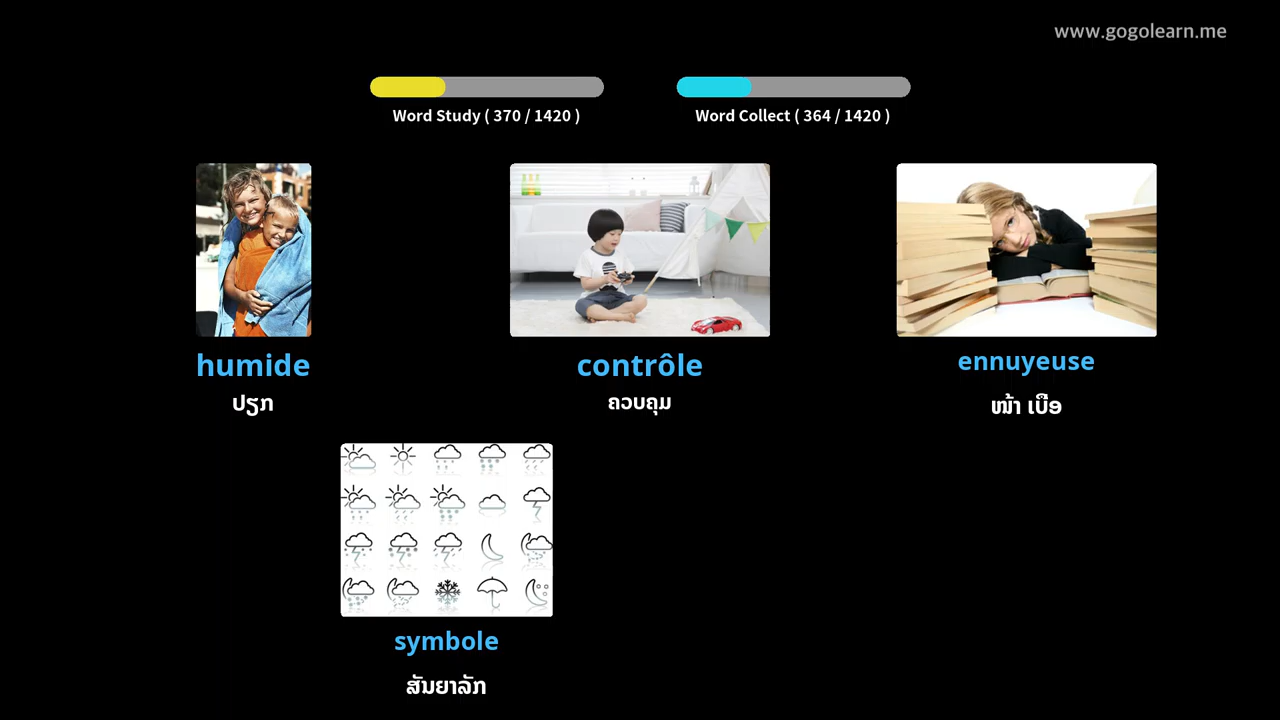 www.gogolearn.me
Word Study ( 370 / 1420 )
Word Collect ( 364 / 1420 )
humide
contrôle
ennuyeuse
ປຽກ
ຄວບຄຸມ
ໜ້າ ເບື່ອ
symbole
ສັນຍາລັກ